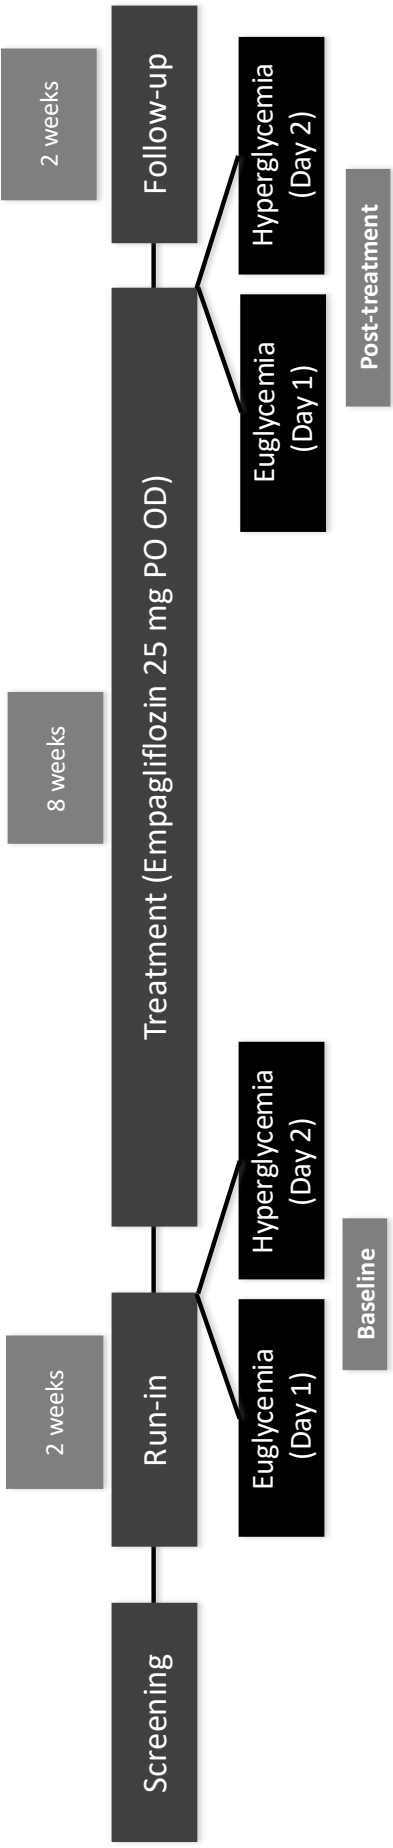 2 weeks
8 weeks
2 weeks
Screening
Run-in
Treatment (Empagliflozin 25 mg PO OD)
Follow-up
Euglycemia
(Day 1)
Hyperglycemia
(Day 2)
Euglycemia
(Day 1)
Hyperglycemia
(Day 2)
Baseline
Post-treatment